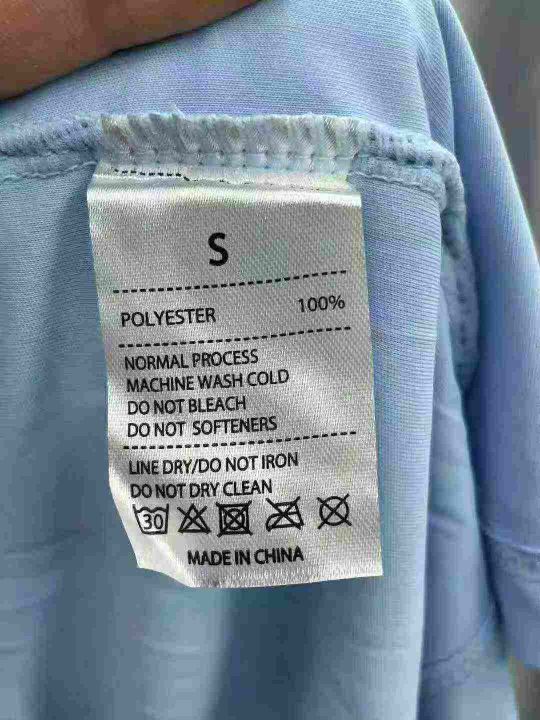 S
POLYESTER 100%
NORMAL PROCESS
MACHINE WASH COLD
DO NOT BLEACH
DO NOT SOFTENERS
LINE DRY/DO NOT IRON
DO NOT DRY CLEAN
30
MADE IN CHINA